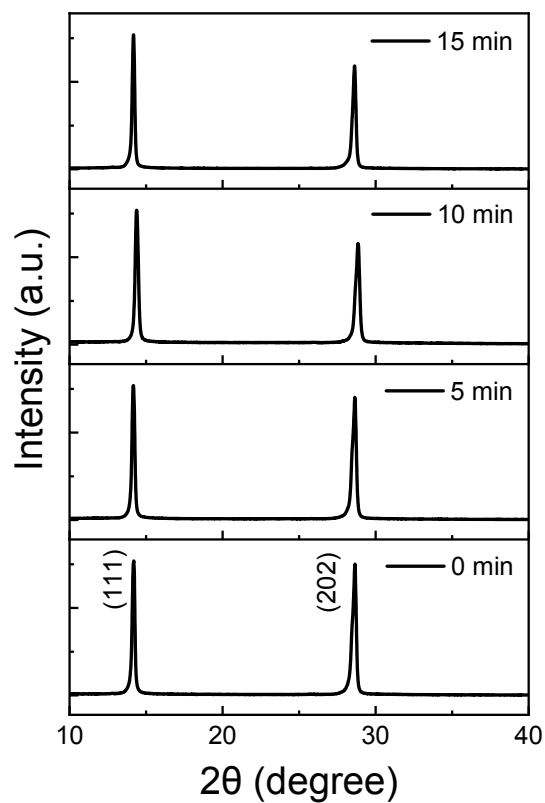 15 min
10 min
5 min
0 min
(111)
(202)
Intensity (a.u.)
10
20
30
40
2θ (degree)